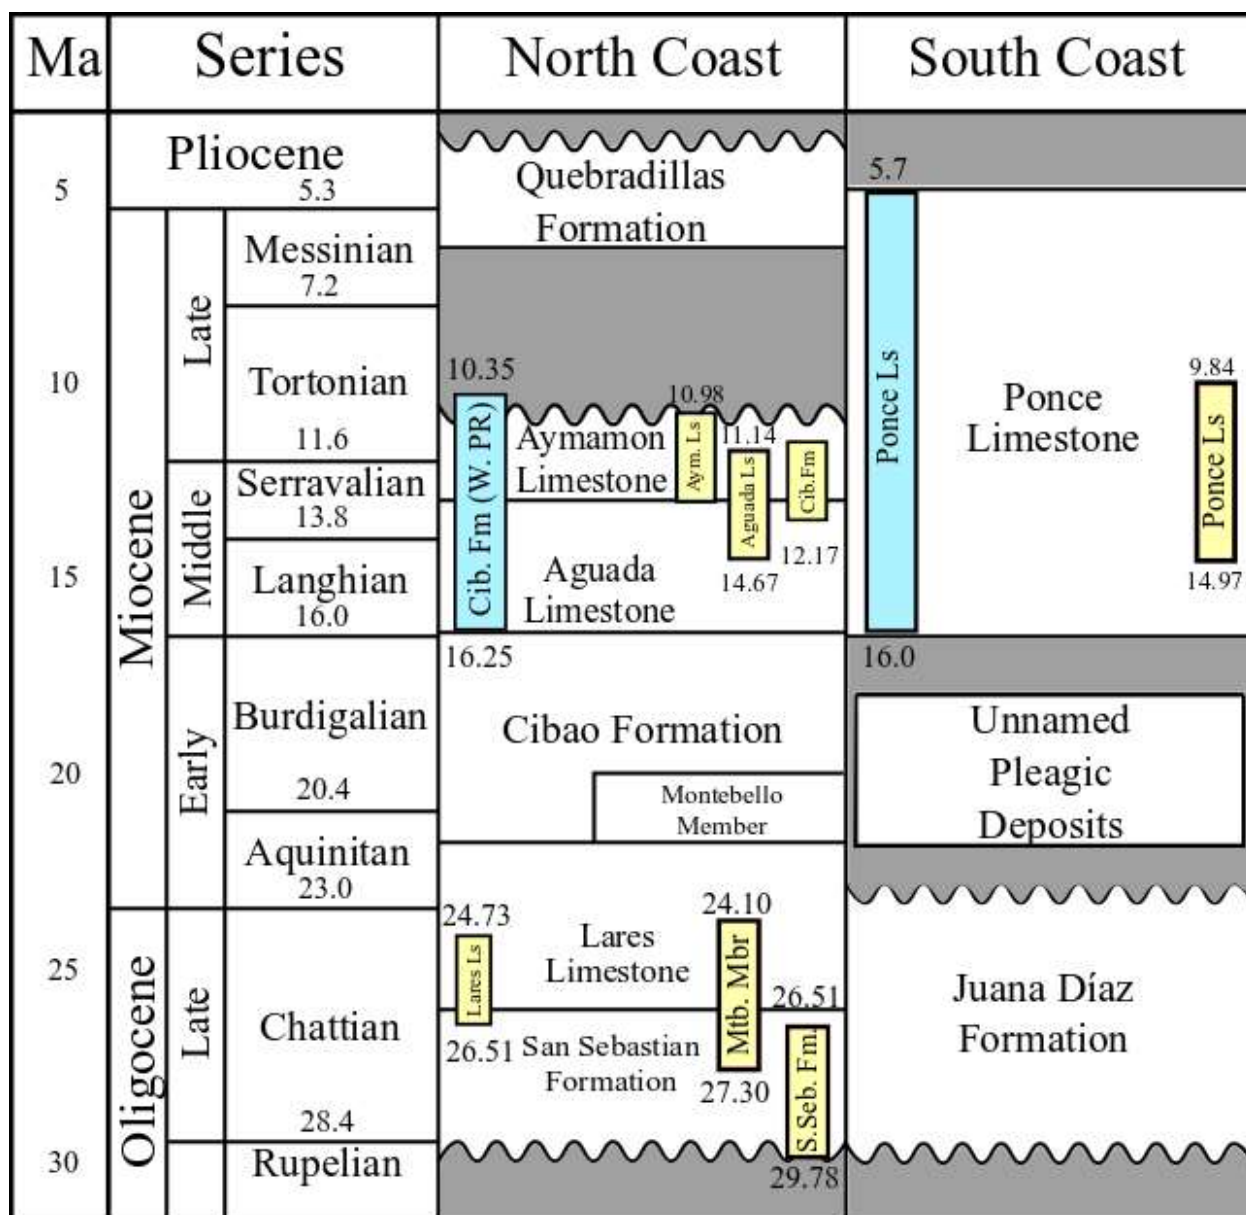 Ma
Series
North Coast
South Coast
5
10
15
20
25
30
Pliocene
5.3
Miocene
Oligocene
Late
Middle
Early
Late
Messinian
7.2
Tortonian
11.6
Serravalian
13.8
Langhian
16.0
Burdigalian
20.4
Aquinitan
23.0
Chattian
28.4
Rupelian
Quebradillas
Formation
10.35
Cib. Fm (W. PR)
16.25
Aymamon
Limestone
10.98
Aym. Ls
11.14
Aguada Ls
14.67
Cib.Fm
12.17
Aguada
Limestone
Cibao Formation
Montebello
Member
24.73
Lares Ls
26.51
Lares
Limestone
24.10
Mtb. Mbr
27.30
26.51
S.Seb. Fm.
29.78
San Sebastian
Formation
5.7
Ponce Ls
16.0
Ponce
Limestone
9.84
Ponce Ls
14.97
Unnamed
Pleagic
Deposits
Juana Díaz
Formation